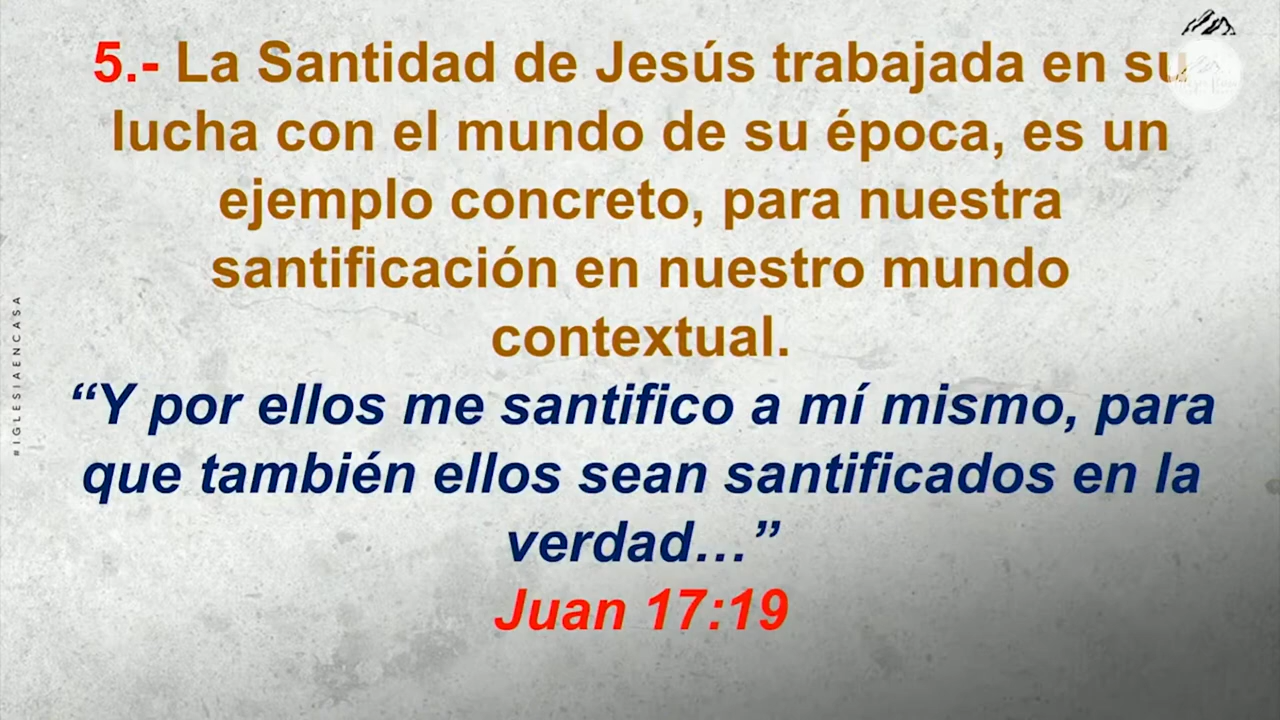 5.- La Santidad de Jesús trabajada en su
lucha con el mundo de su época, es un
ejemplo concreto, para nuestra
santificación en nuestro mundo
contextual.
“Y por ellos me santifico a mí mismo, para
que también ellos sean santificados en la
verdad…”
Juan 17:19
#IGLESIAENCASA